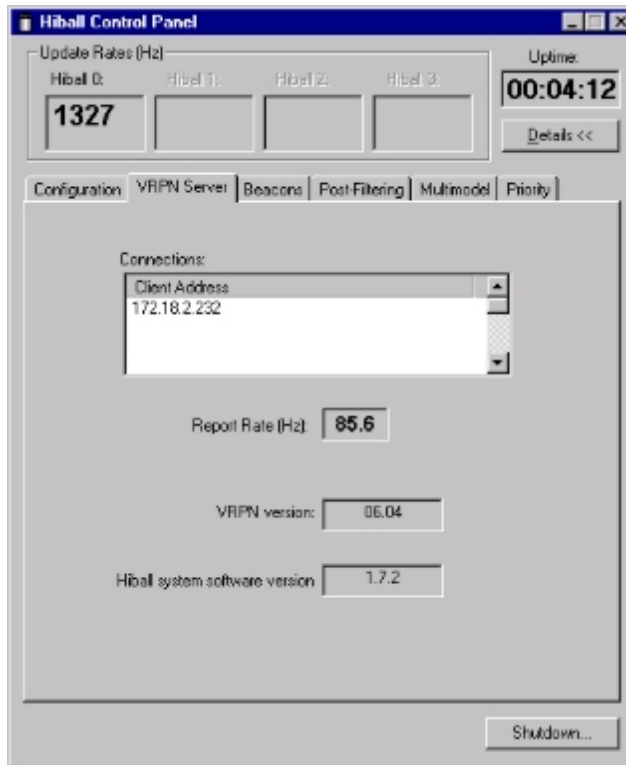 Hiball Control Panel
Update Rates (Hz)
Uptime:
Hiball 0: Hiball 1: Hiball 2: Hiball 3:
1327
00:04:12
Details <<
Configuration VRPN Server Beacons Post-Filtering Multimodel Priority
Connections:
Client Address
172.18.2.232
Report Rate (Hz): 85.6
VRPN version: 06.04
Hiball system software version 1.7.2
Shutdown...